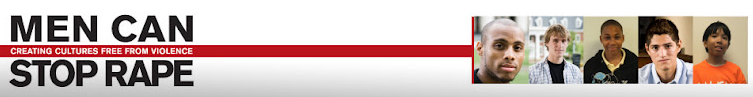 MEN CAN
CREATING CULTURES FREE FROM VIOLENCE
STOP RAPE